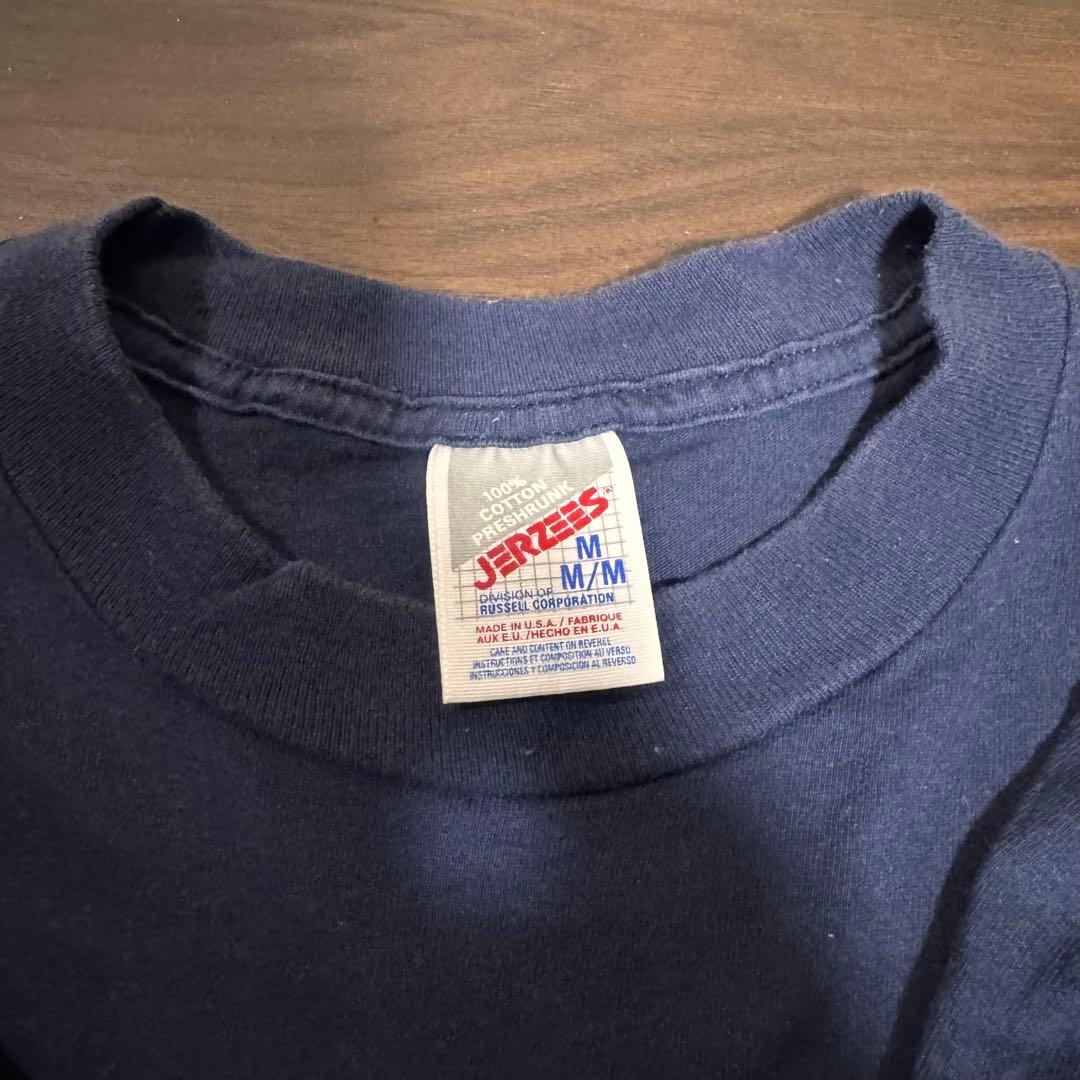 100%
COTTON
PRESHRUNK
JERZEES®
M
M/M
DIVISION OF
RUSSELL CORPORATION
MADE IN U.S.A. / FABRIQUE
AUX E.U. /HECHO EN E.U.A.
CARE AND CONTENT ON REVERSE
INSTRUCTIONS ET COMPOSITION AU VERSO
INSTRUCCIONES Y COMPOSICION AL REVERSO